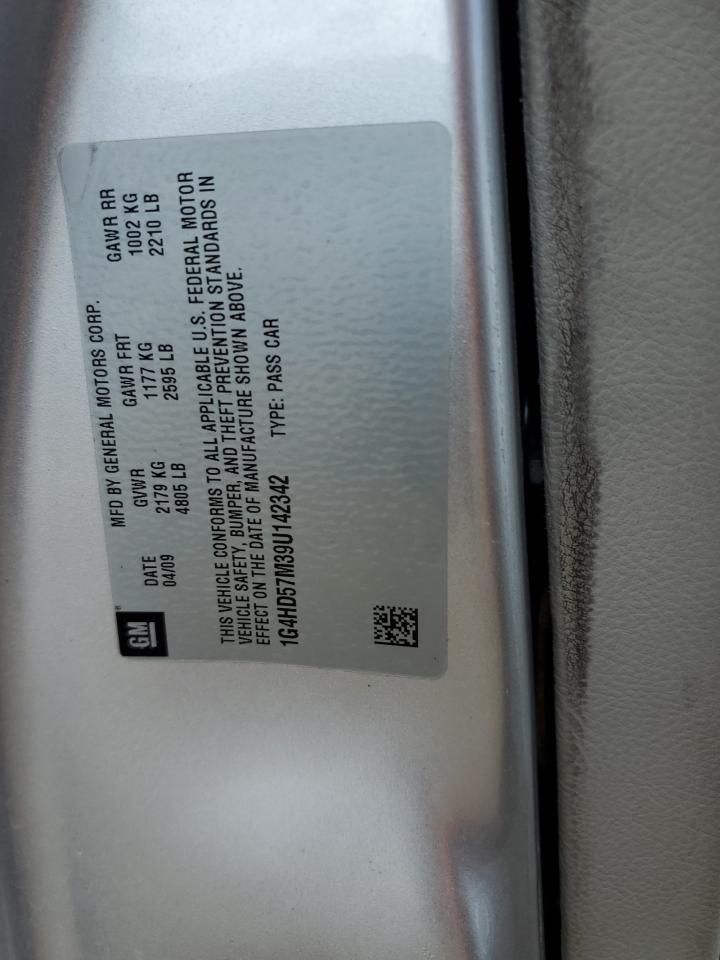 GM®
MFD BY GENERAL MOTORS CORP.
DATE GVWR GAWR FRT GAWR RR
04/09 2179 KG 1177 KG 1002 KG
4805 LB 2595 LB 2210 LB
THIS VEHICLE CONFORMS TO ALL APPLICABLE U.S. FEDERAL MOTOR
VEHICLE SAFETY, BUMPER, AND THEFT PREVENTION STANDARDS IN
EFFECT ON THE DATE OF MANUFACTURE SHOWN ABOVE.
1G4HD57M39U142342 TYPE: PASS CAR